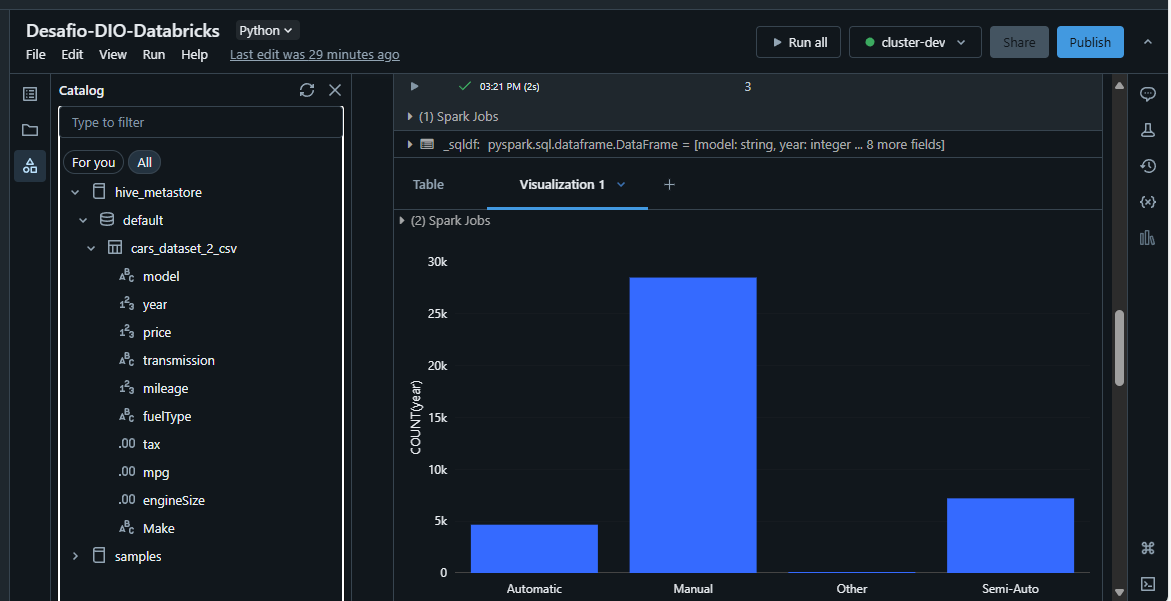 Desafio-DIO-Databricks Python
File Edit View Run Help Last edit was 29 minutes ago
Run all cluster-dev Share Publish
Catalog
Type to filter
For you All
hive_metastore
default
cars_dataset_2_csv
model
year
price
transmission
mileage
fuelType
tax
mpg
engineSize
Make
samples
03:21 PM (2s) 3
(1) Spark Jobs
_sqldf: pyspark.sql.dataframe.DataFrame = [model: string, year: integer ... 8 more fields]
Table Visualization 1 +
(2) Spark Jobs
COUNT(year)
30k
25k
20k
15k
10k
5k
0
Automatic Manual Other Semi-Auto